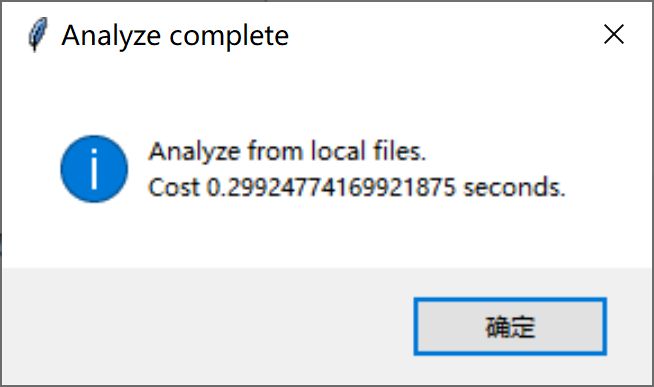 Analyze complete
Analyze from local files.
Cost 0.29924774169921875 seconds.
确定